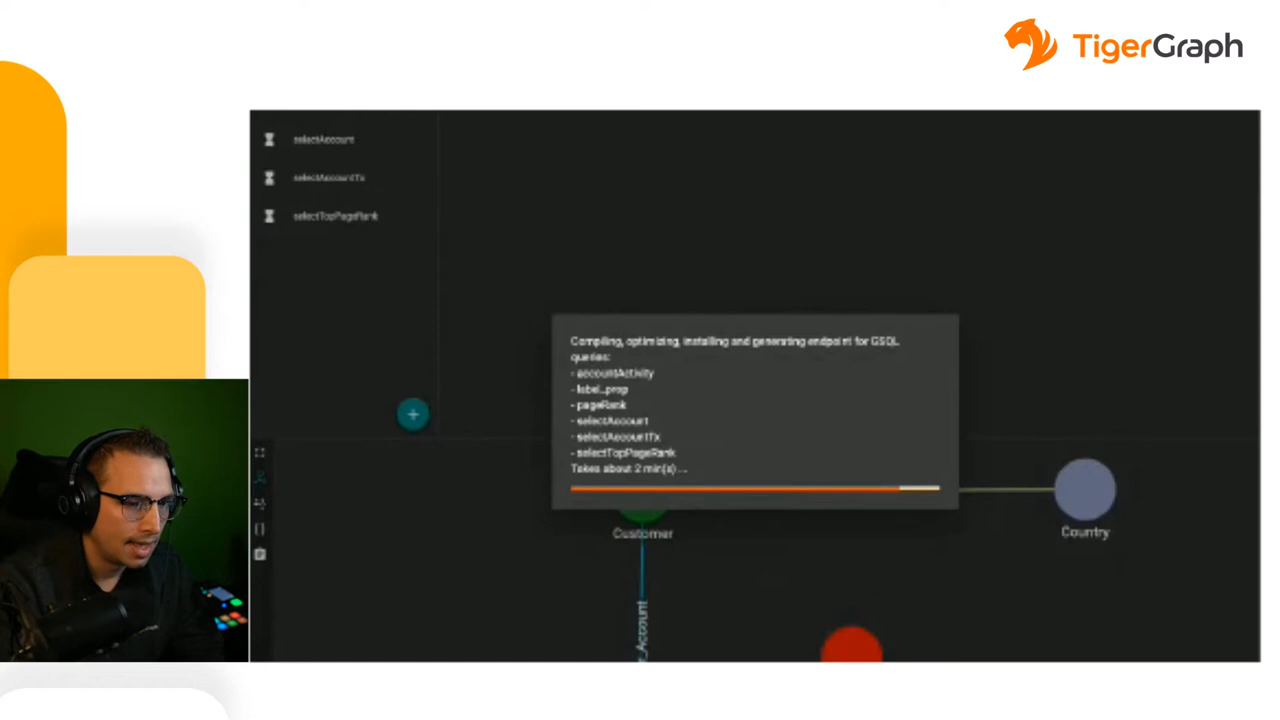 TigerGraph
selectAccount
selectAccountTx
selectTopPageRank
Compiling, optimizing, installing and generating endpoint for GSQL
queries:
- accountActivity
- label_prop
- pageRank
- selectAccount
- selectAccountTx
- selectTopPageRank
Takes about 2 min(s) ...
+
Customer
Country
_Account